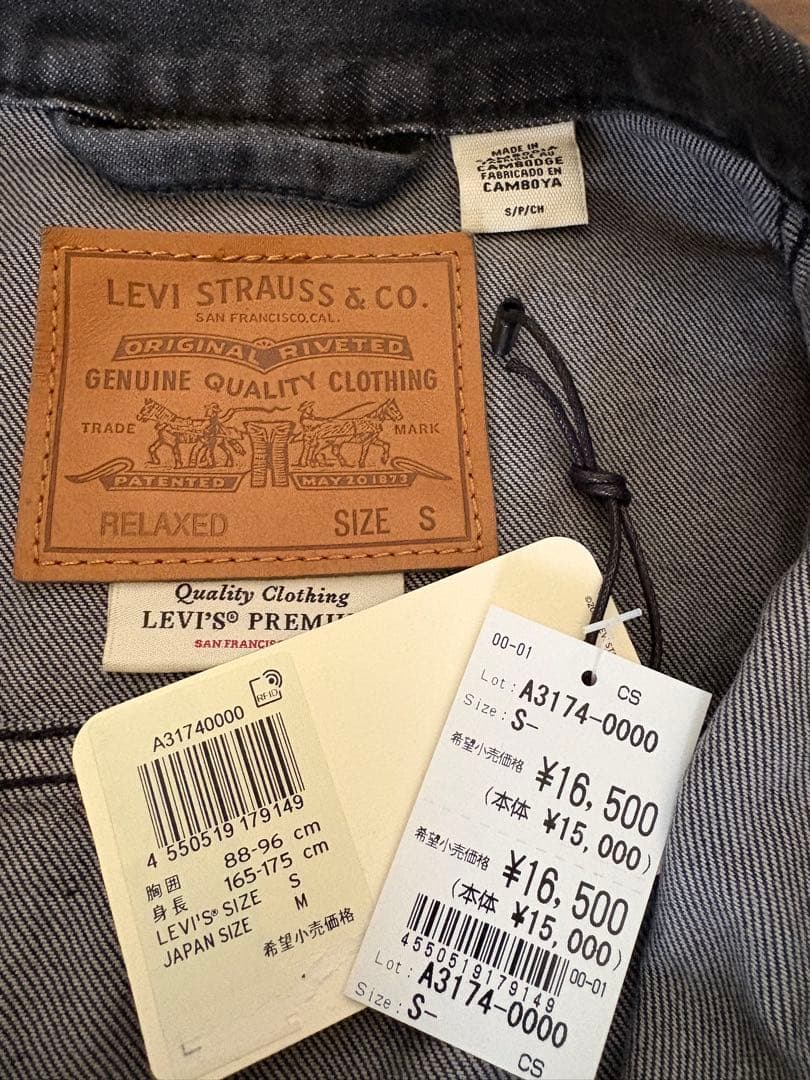 MADE IN
CAMBODIA
CAMBODGE
FABRICADO EN
CAMBOYA
S/P/CH
LEVI STRAUSS & CO.
SAN FRANCISCO, CAL.
ORIGINAL RIVETED
GENUINE QUALITY CLOTHING
TRADE MARK
PATENTED MAY 20 1873
RELAXED SIZE S
Quality Clothing
LEVI'S® PREMIU
SAN FRANCIS
RFID
A31740000
4 550519 179149
胸囲 88-96 cm
身長 165-175 cm
LEVI'S® SIZE S
JAPAN SIZE M
希望小売価格
00-01
CS
Lot: A3174-0000
Size: S-
希望小売価格 ¥16,500
(本体 ¥15,000)
希望小売価格 ¥16,500
(本体 ¥15,000)
4550519179149
00-01
Lot: A3174-0000
Size: S-
CS